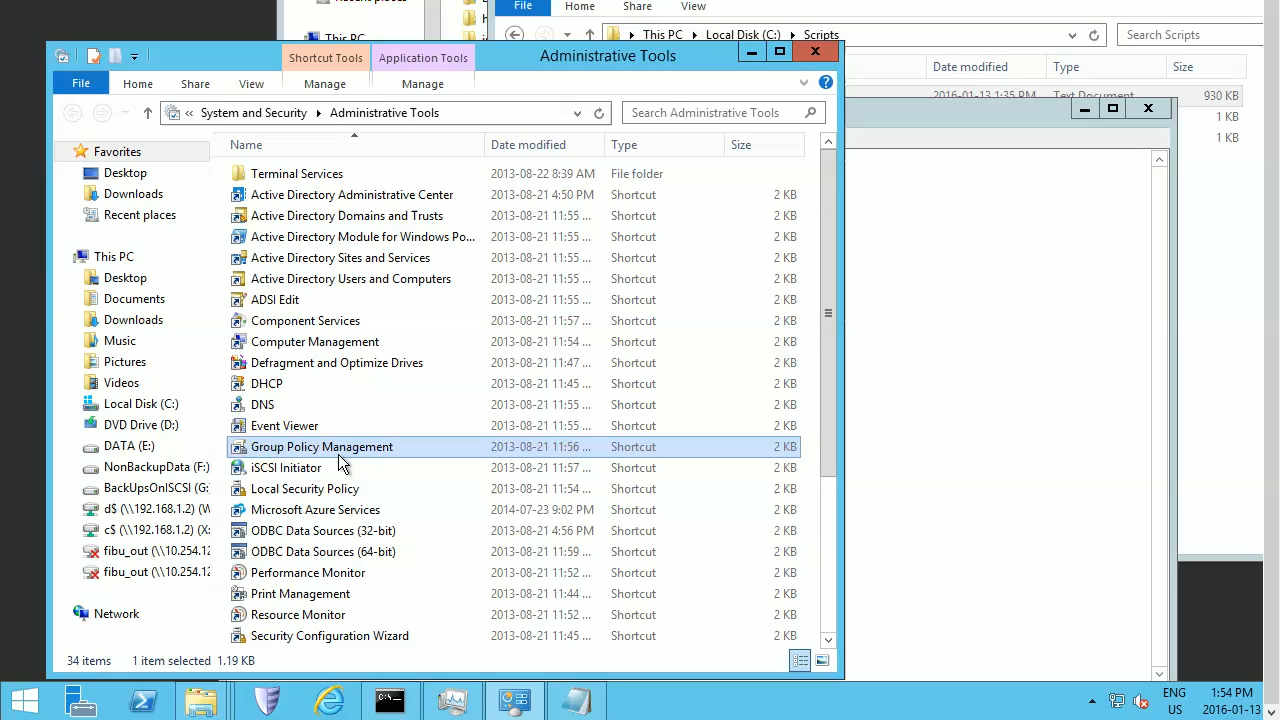 Recent places
This PC
File
Home
Share
View
This PC
Local Disk (C:)
Scripts
Search Scripts
Date modified
Type
Size
2016-01-13 1:35 PM
Text Document
930 KB
1 KB
1 KB
Shortcut Tools
Application Tools
Administrative Tools
File
Home
Share
View
Manage
Manage
« System and Security
Administrative Tools
Search Administrative Tools
Name
Date modified
Type
Size
Favorites
Desktop
Downloads
Recent places
This PC
Desktop
Documents
Downloads
Music
Pictures
Videos
Local Disk (C:)
DVD Drive (D:)
DATA (E:)
NonBackupData (F:)
BackUpsOnISCSI (G:
d$ (\\192.168.1.2) (W
c$ (\\192.168.1.2) (X:
fibu_out (\\10.254.12
fibu_out (\\10.254.12
Network
Terminal Services 2013-08-22 8:39 AM File folder
Active Directory Administrative Center 2013-08-21 4:50 PM Shortcut 2 KB
Active Directory Domains and Trusts 2013-08-21 11:55 ... Shortcut 2 KB
Active Directory Module for Windows Po... 2013-08-21 11:55 ... Shortcut 2 KB
Active Directory Sites and Services 2013-08-21 11:55 ... Shortcut 2 KB
Active Directory Users and Computers 2013-08-21 11:55 ... Shortcut 2 KB
ADSI Edit 2013-08-21 11:55 ... Shortcut 2 KB
Component Services 2013-08-21 11:57 ... Shortcut 2 KB
Computer Management 2013-08-21 11:54 ... Shortcut 2 KB
Defragment and Optimize Drives 2013-08-21 11:47 ... Shortcut 2 KB
DHCP 2013-08-21 11:45 ... Shortcut 2 KB
DNS 2013-08-21 11:55 ... Shortcut 2 KB
Event Viewer 2013-08-21 11:55 ... Shortcut 2 KB
Group Policy Management 2013-08-21 11:56 ... Shortcut 2 KB
iSCSI Initiator 2013-08-21 11:57 ... Shortcut 2 KB
Local Security Policy 2013-08-21 11:54 ... Shortcut 2 KB
Microsoft Azure Services 2014-07-23 9:02 PM Shortcut 2 KB
ODBC Data Sources (32-bit) 2013-08-21 4:56 PM Shortcut 2 KB
ODBC Data Sources (64-bit) 2013-08-21 11:59 ... Shortcut 2 KB
Performance Monitor 2013-08-21 11:52 ... Shortcut 2 KB
Print Management 2013-08-21 11:44 ... Shortcut 2 KB
Resource Monitor 2013-08-21 11:52 ... Shortcut 2 KB
Security Configuration Wizard 2013-08-21 11:45 ... Shortcut 2 KB
34 items 1 item selected 1.19 KB
ENG
US
1:54 PM
2016-01-13